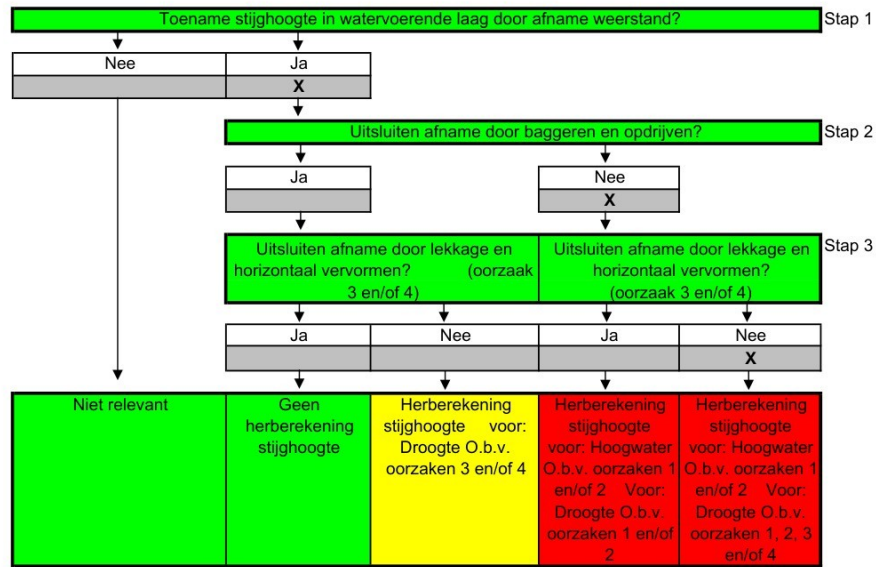 Toename stijghoogte in watervoerende laag door afname weerstand?
Stap 1
Nee
Ja
X
Uitsluiten afname door baggeren en opdrijven?
Stap 2
Ja
Nee
X
Uitsluiten afname door lekkage en
horizontaal vervormen? (oorzaak
3 en/of 4)
Uitsluiten afname door lekkage en
horizontaal vervormen?
(oorzaak 3 en/of 4)
Stap 3
Ja
Nee
Ja
Nee
X
Niet relevant
Geen
herberekening
stijghoogte
Herberekening
stijghoogte voor:
Droogte O.b.v.
oorzaken 3 en/of 4
Herberekening
stijghoogte
voor: Hoogwater
O.b.v. oorzaken 1
en/of 2 Voor:
Droogte O.b.v.
oorzaken 1 en/of
2
Herberekening
stijghoogte
voor: Hoogwater
O.b.v. oorzaken 1
en/of 2 Voor:
Droogte O.b.v.
oorzaken 1, 2, 3
en/of 4